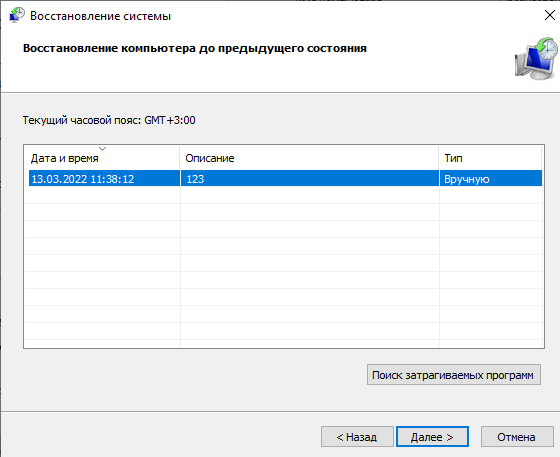 Восстановление системы
Восстановление компьютера до предыдущего состояния
Текущий часовой пояс: GMT+3:00
Дата и время Описание Тип
13.03.2022 11:38:12 123 Вручную
Поиск затрагиваемых программ
< Назад Далее > Отмена